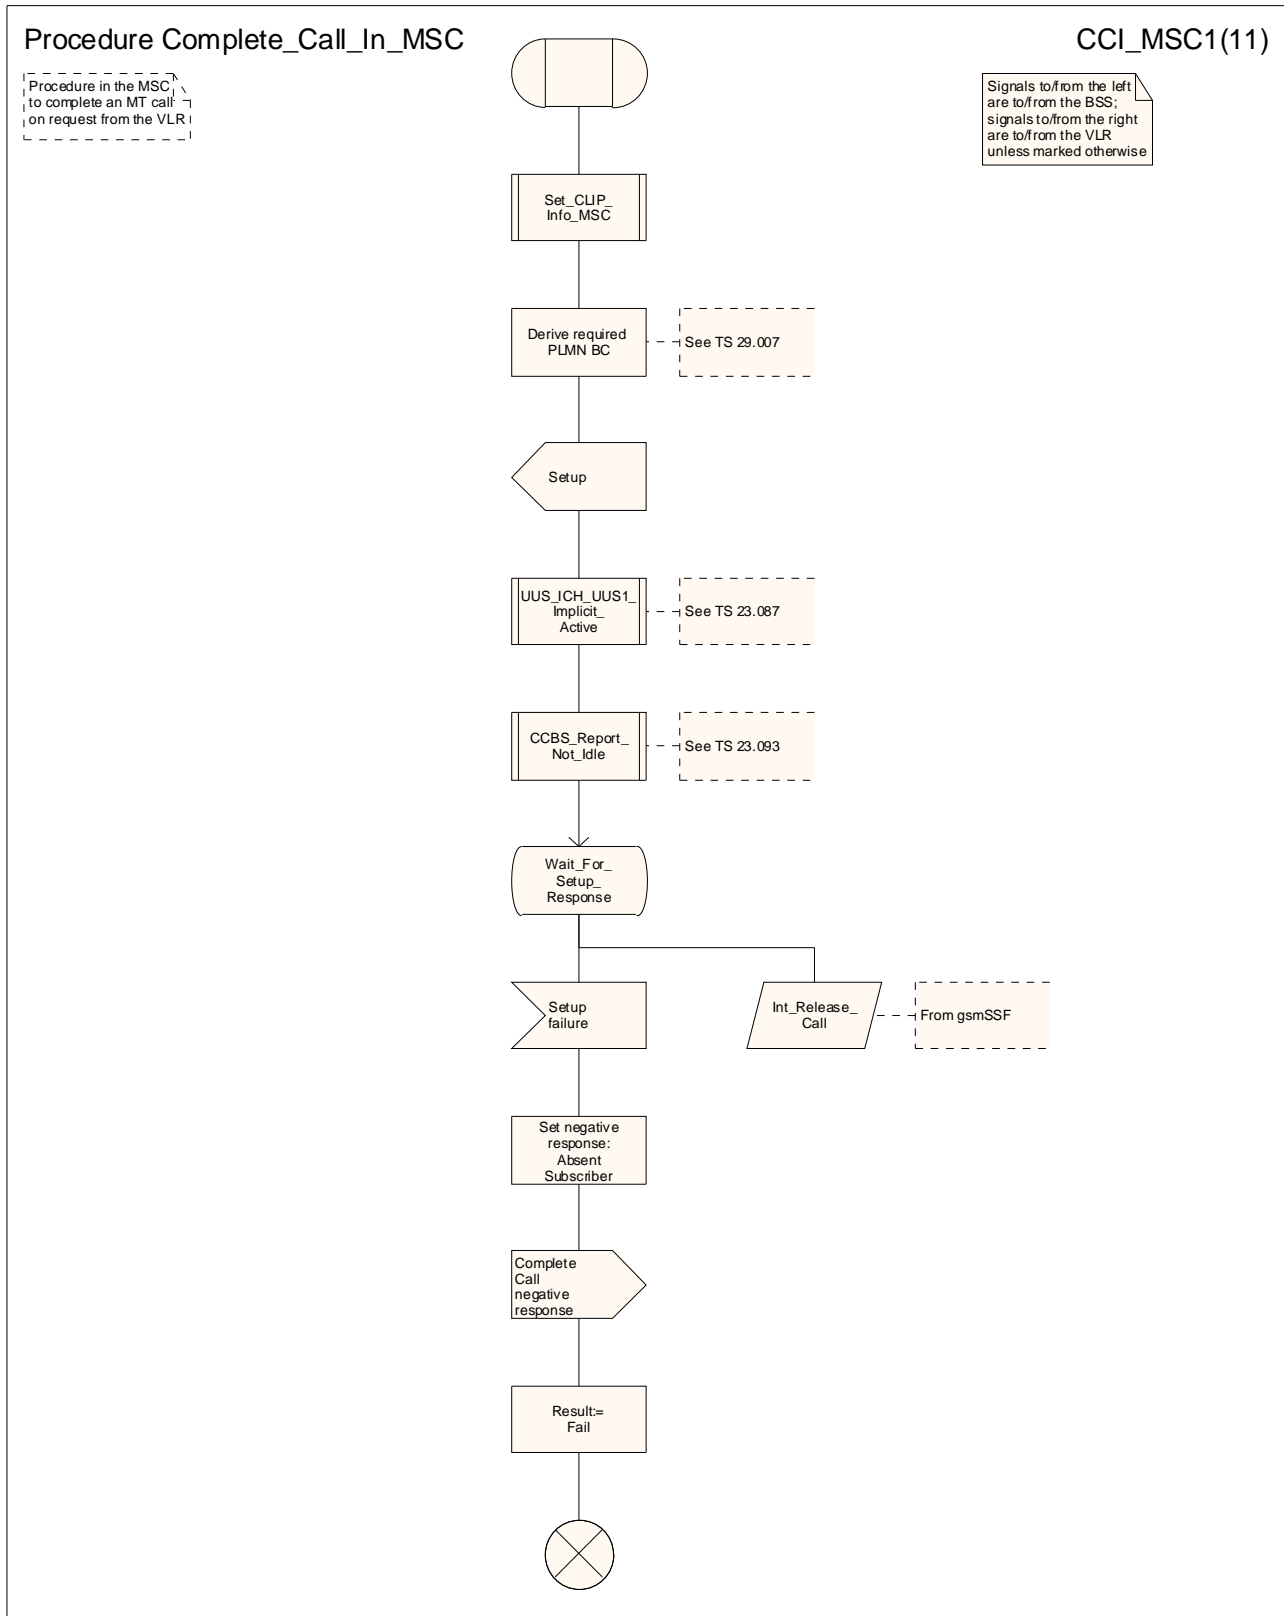 Procedure Complete_Call_In_MSC
CCI_MSC1(11)
Procedure in the MSC
to complete an MT call
on request from the VLR
Signals to/from the left
are to/from the BSS;
signals to/from the right
are to/from the VLR
unless marked otherwise
Set_CLIP_
Info_MSC
Derive required
PLMN BC
See TS 29.007
Setup
UUS_ICH_UUS1_
Implicit_
Active
See TS 23.087
CCBS_Report_
Not_Idle
See TS 23.093
Wait_For_
Setup_
Response
Setup
failure
Int_Release_
Call
From gsmSSF
Set negative
response:
Absent
Subscriber
Complete
Call
negative
response
Result:=
Fail